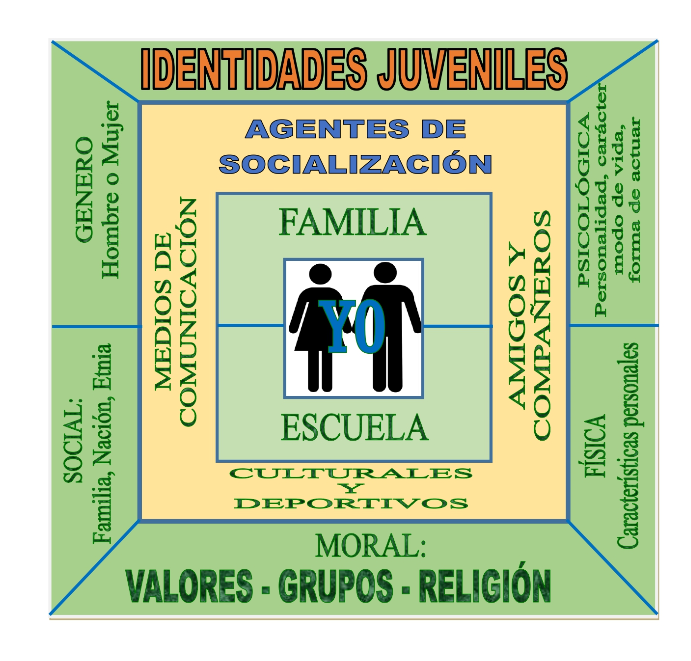 IDENTIDADES JUVENILES
AGENTES DE
SOCIALIZACIÓN
GENERO
Hombre o Mujer
SOCIAL:
Familia, Nación, Etnia
MEDIOS DE
COMUNICACIÓN
FAMILIA
YO
ESCUELA
AMIGOS Y
COMPAÑEROS
PSICOLÓGICA
Personalidad, carácter
modo de vida,
forma de actuar
FÍSICA
Características personales
CULTURALES
Y
DEPORTIVOS
MORAL:
VALORES - GRUPOS - RELIGIÓN